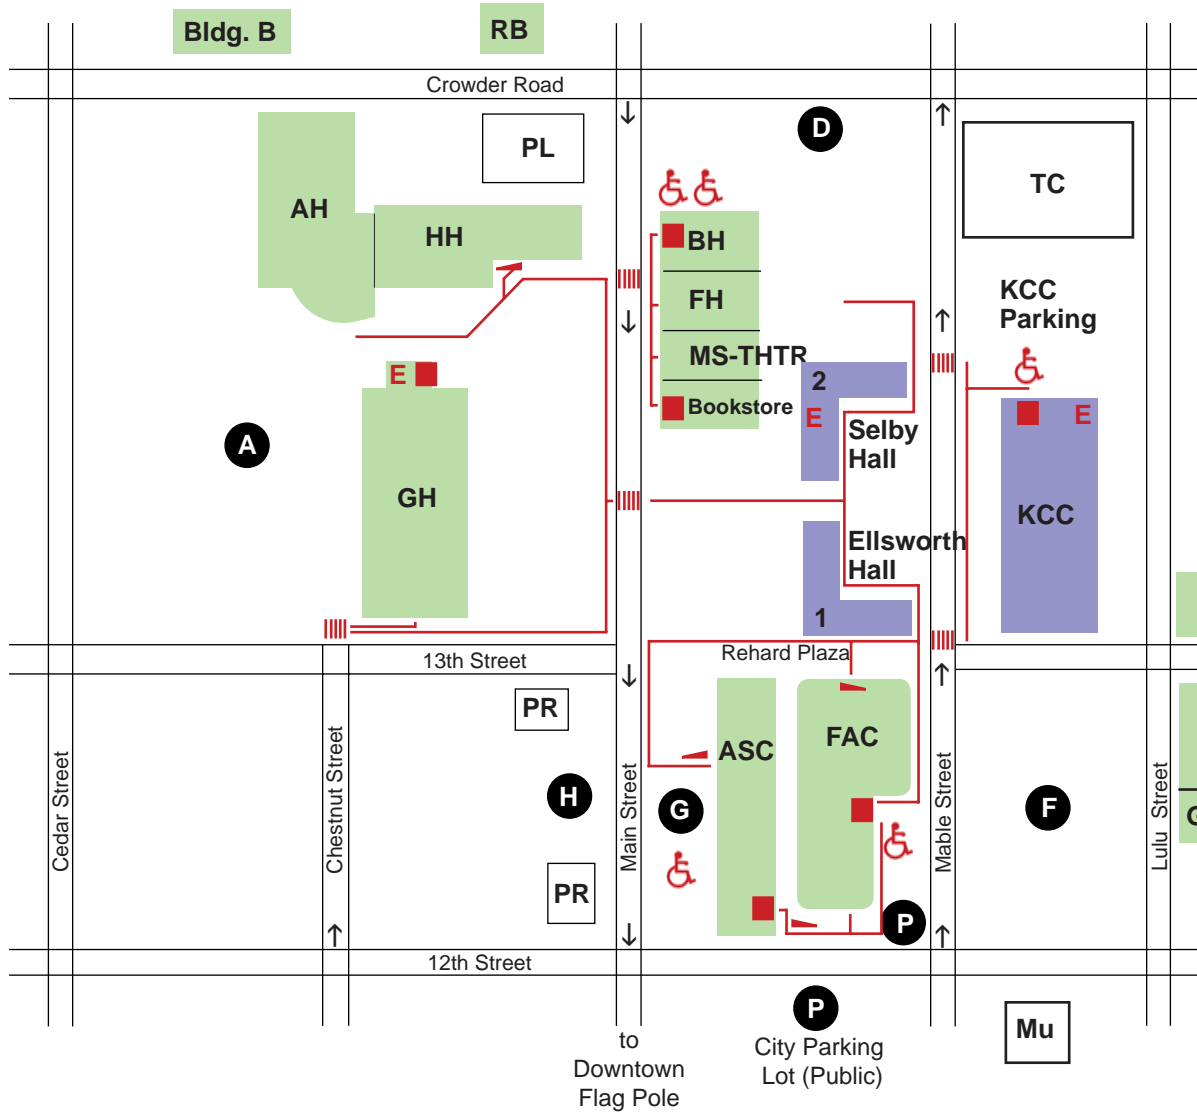 Bldg. B
RB
Crowder Road
D
PL
TC
AH
HH
BH
FH
KCC
Parking
MS-THTR
2
E
E
Bookstore
E
Selby
Hall
A
GH
KCC
Ellsworth
Hall
1
13th Street
Rehard Plaza
PR
ASC
FAC
Cedar Street
Chestnut Street
H
Main Street
G
Mable Street
F
Lulu Street
G
PR
P
12th Street
P
Mu
to
Downtown
Flag Pole
City Parking
Lot (Public)